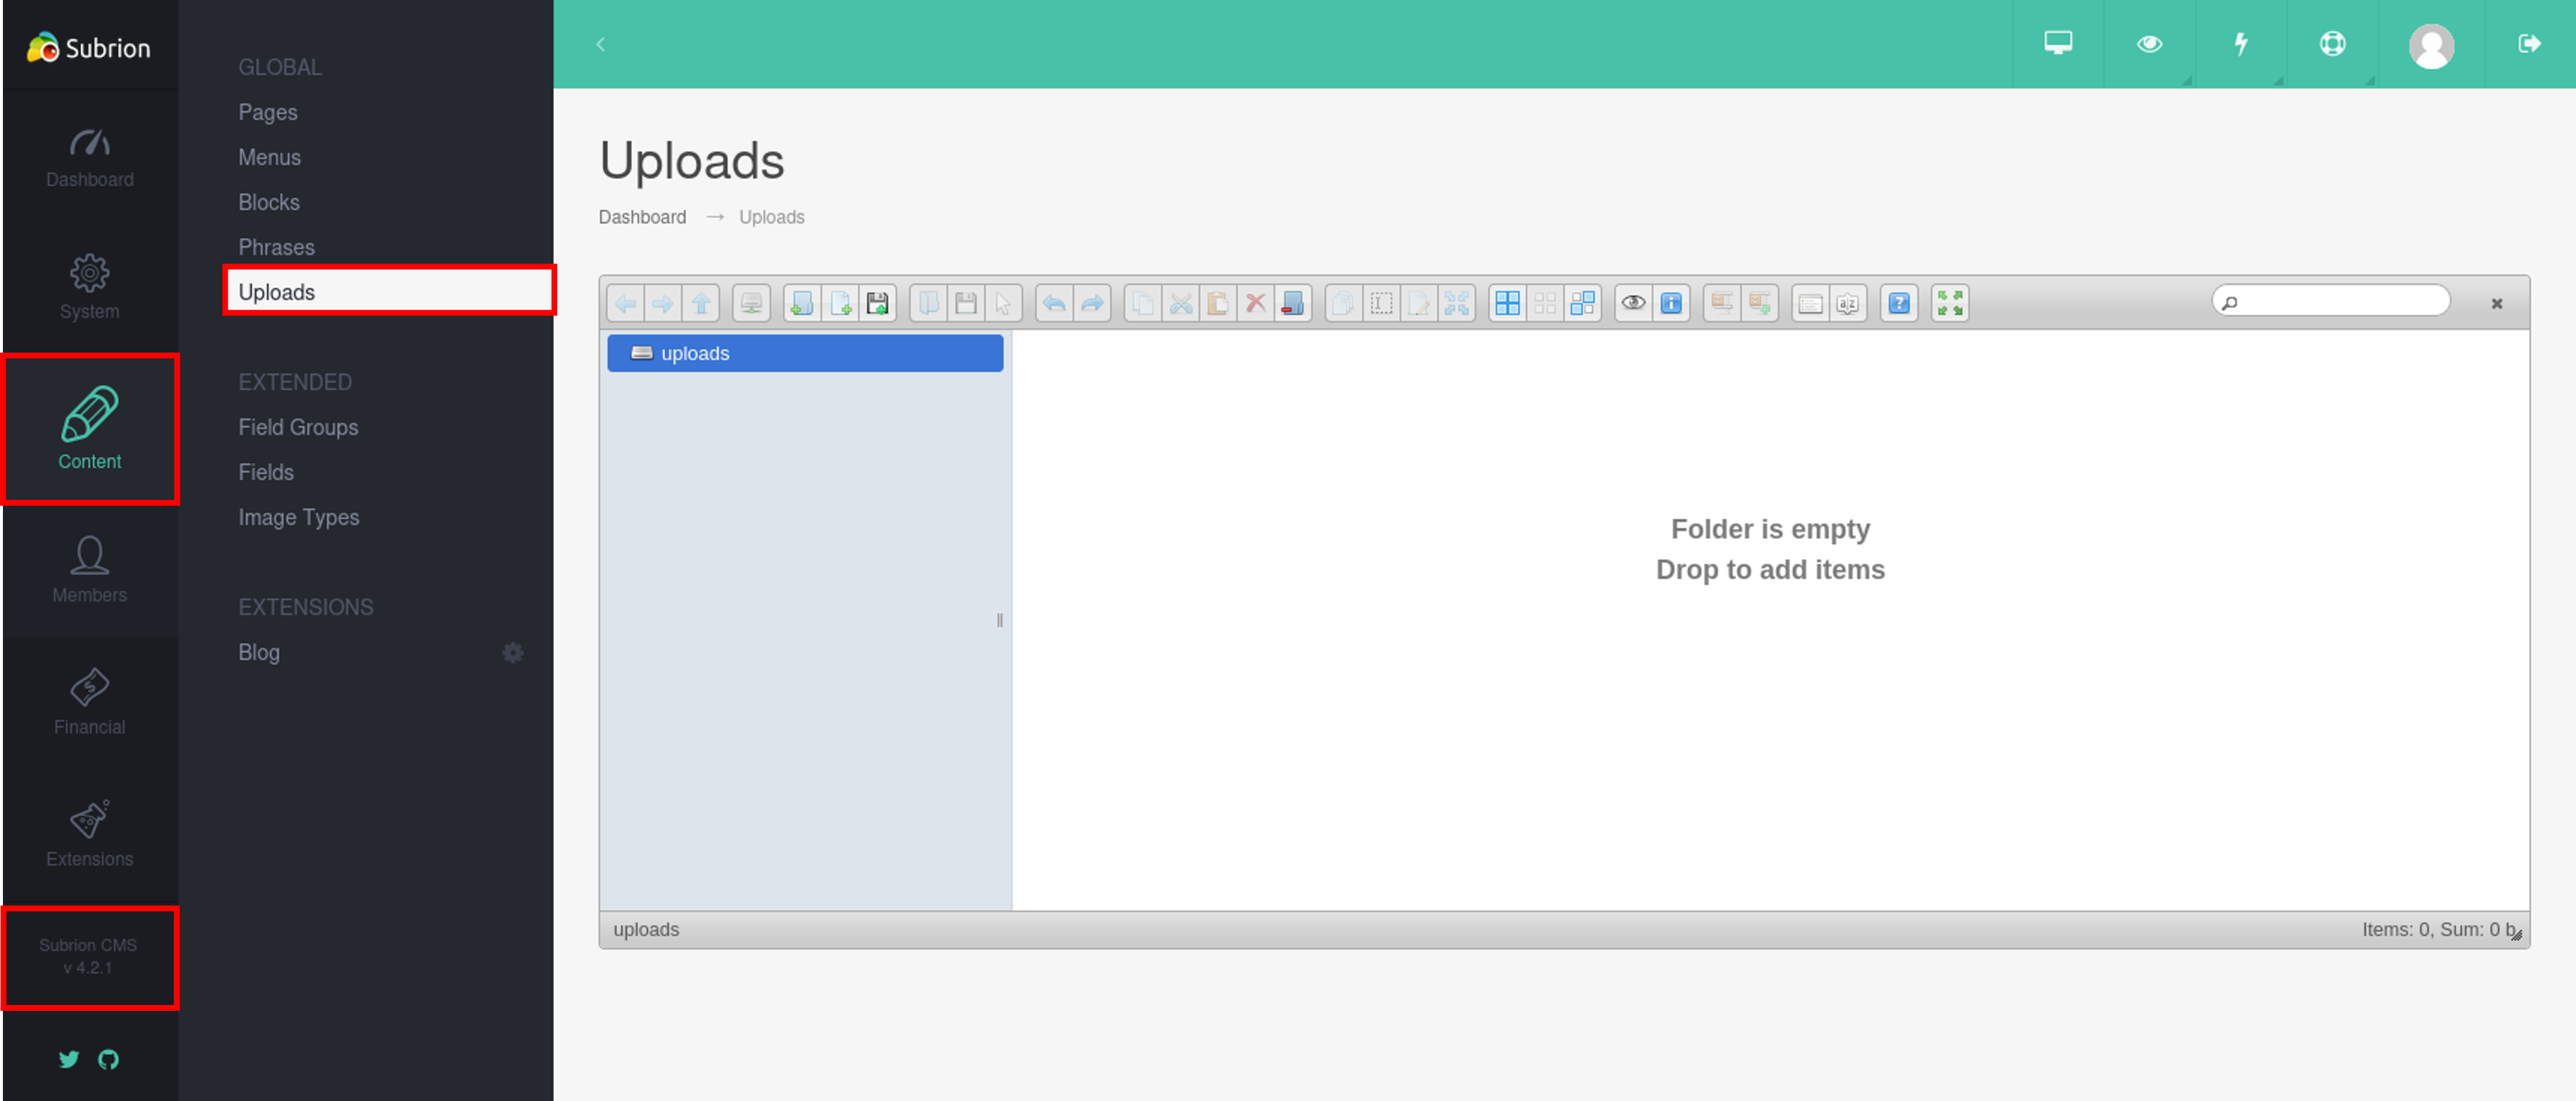 Subrion
Dashboard
System
Content
Members
Financial
Extensions
Subrion CMS
v 4.2.1
GLOBAL
Pages
Menus
Blocks
Phrases
Uploads
EXTENDED
Field Groups
Fields
Image Types
EXTENSIONS
Blog
Uploads
Dashboard → Uploads
uploads
Folder is empty
Drop to add items
uploads
Items: 0, Sum: 0 b